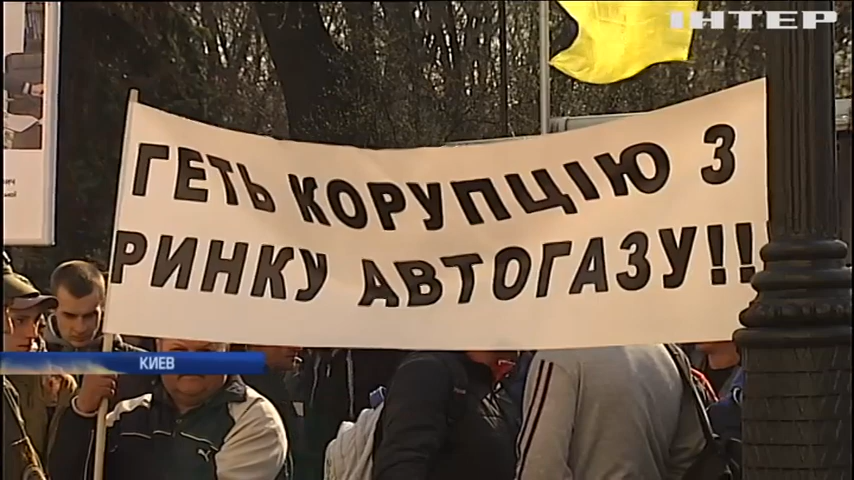 ІНТЕР
ГЕТЬ КОРУПЦІЮ З
РИНКУ АВТОГАЗУ!!!
КИЕВ